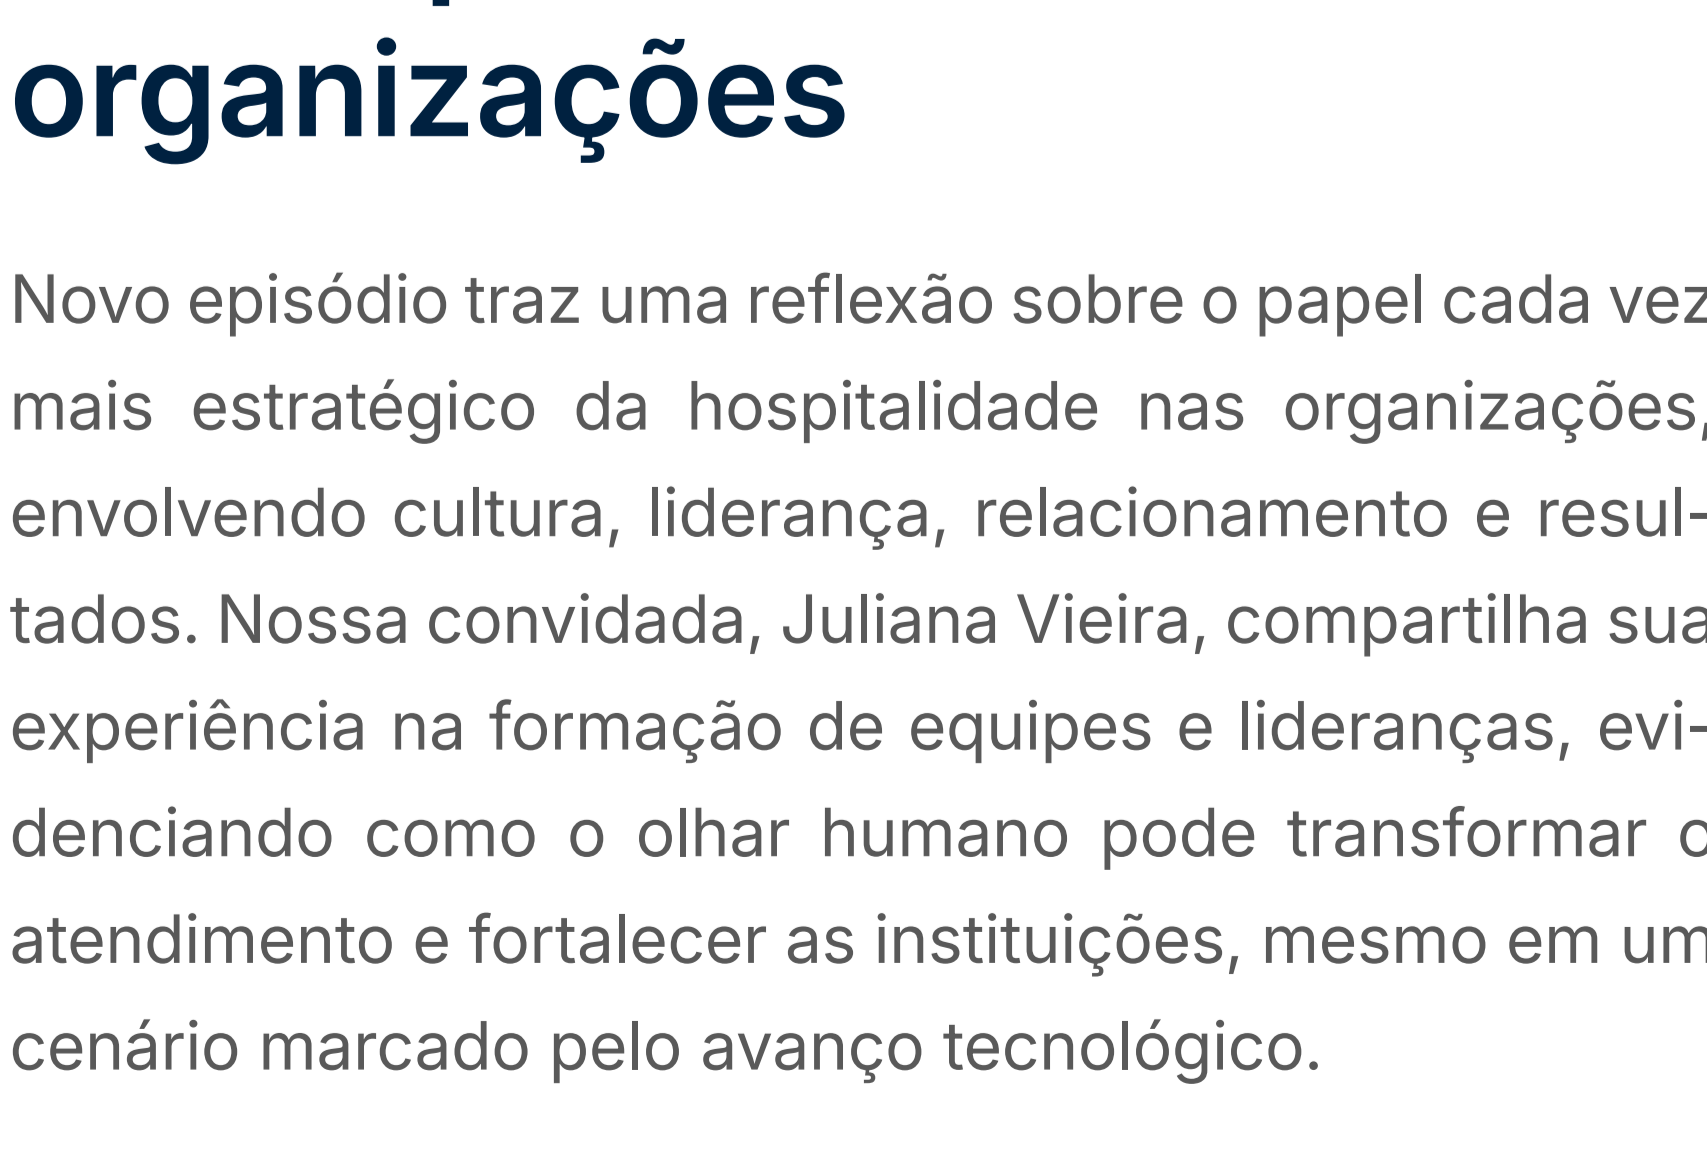 organizações
Novo episódio traz uma reflexão sobre o papel cada vez
mais estratégico da hospitalidade nas organizações,
envolvendo cultura, liderança, relacionamento e resul-
tados. Nossa convidada, Juliana Vieira, compartilha sua
experiência na formação de equipes e lideranças, evi-
denciando como o olhar humano pode transformar o
atendimento e fortalecer as instituições, mesmo em um
cenário marcado pelo avanço tecnológico.